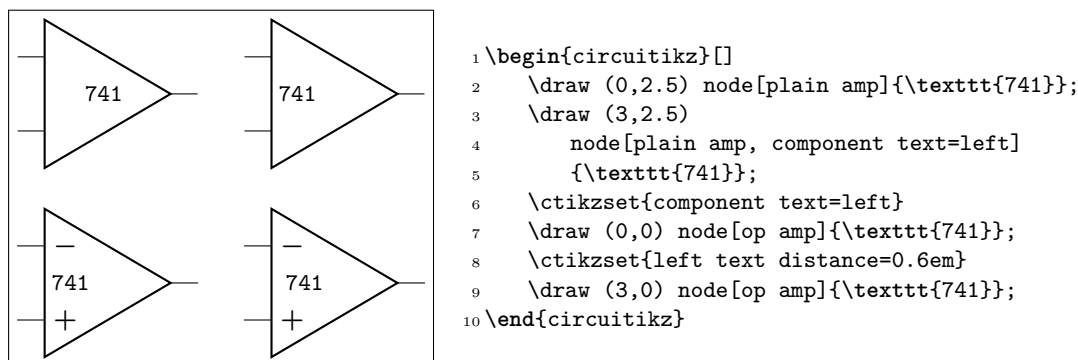 741 741
− −
741 741
+ +
1 \begin{circuitikz}[]
2     \draw (0,2.5) node[plain amp]{\texttt{741}};
3     \draw (3,2.5)
4         node[plain amp, component text=left]
5         {\texttt{741}};
6     \ctikzset{component text=left}
7     \draw (0,0) node[op amp]{\texttt{741}};
8     \ctikzset{left text distance=0.6em}
9     \draw (3,0) node[op amp]{\texttt{741}};
10 \end{circuitikz}